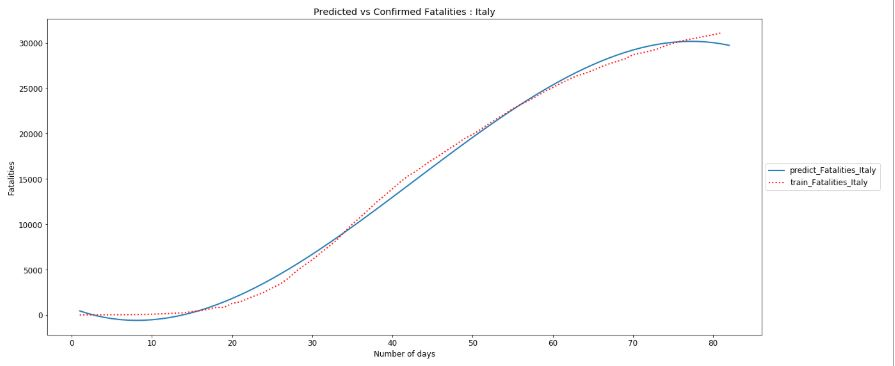 Predicted vs Confirmed Fatalities : Italy
30000
25000
20000
15000
10000
5000
0
Fatalities
0 10 20 30 40 50 60 70 80
Number of days
predict_Fatalities_Italy
train_Fatalities_Italy